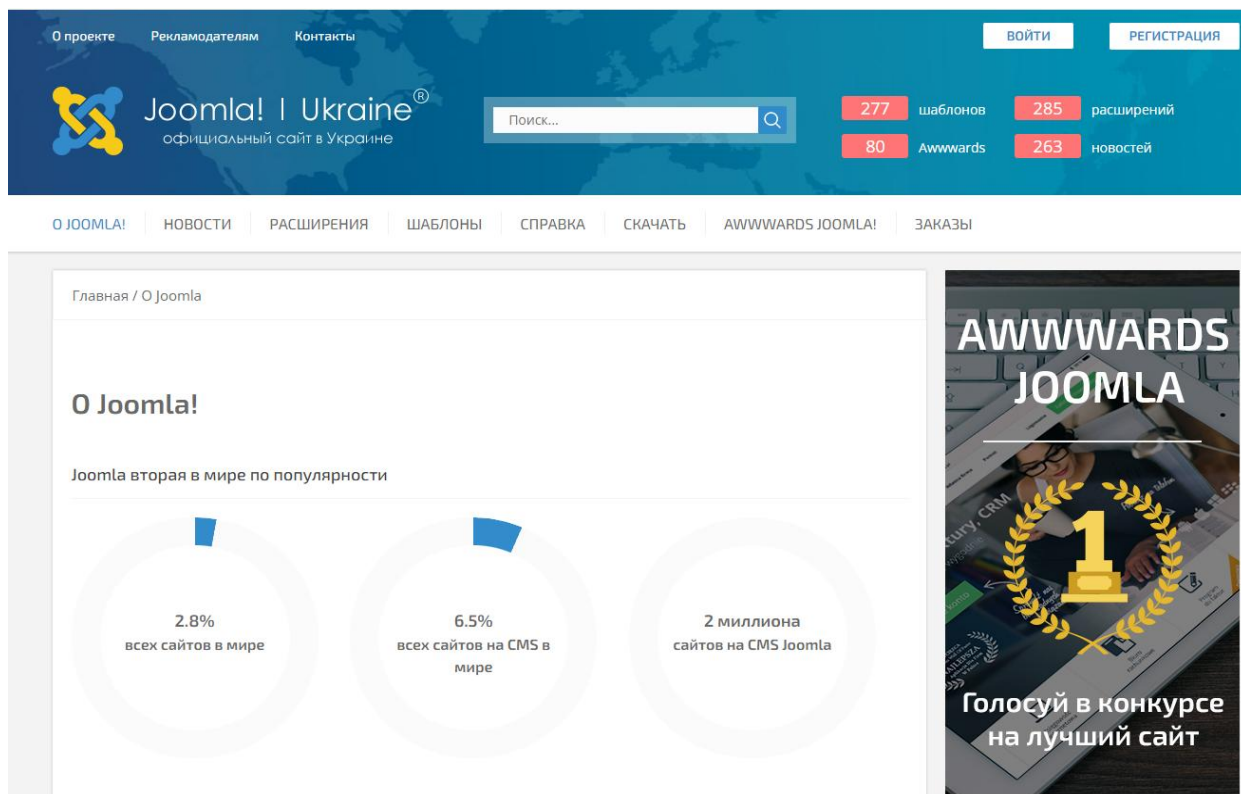 О проекте Рекламодателям Контакты ВОЙТИ РЕГИСТРАЦИЯ
Joomla! | Ukraine®
официальный сайт в Украине
Поиск...
277 шаблонов 285 расширений
80 Awwwards 263 новостей
О JOOMLA! НОВОСТИ РАСШИРЕНИЯ ШАБЛОНЫ СПРАВКА СКАЧАТЬ AWWWARDS JOOMLA! ЗАКАЗЫ
Главная / О Joomla
О Joomla!
Joomla вторая в мире по популярности
2.8%
всех сайтов в мире
6.5%
всех сайтов на CMS в
мире
2 миллиона
сайтов на CMS Joomla
AWWWARDS
JOOMLA
1
Голосуй в конкурсе
на лучший сайт